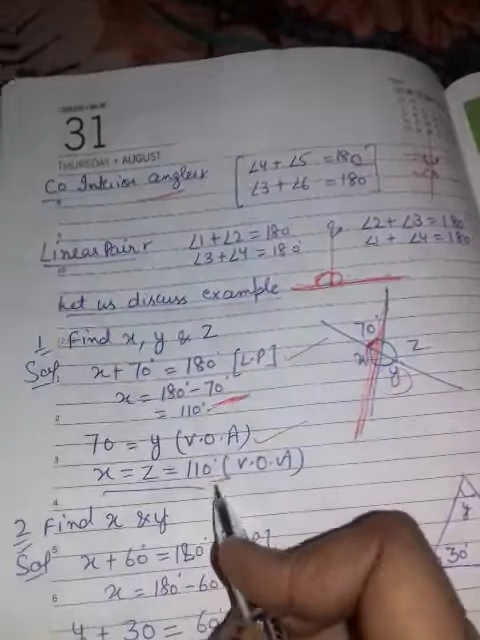 31
THURSDAY • AUGUST
Co Interior angles
∠4 + ∠5 = 180
∠3 + ∠6 = 180
Linear Pair
∠1 + ∠2 = 180
∠3 + ∠4 = 180°
∠2 + ∠3 = 180
∠1 + ∠4 = 180
Let us discuss example
1 Find x, y & z
Sol. x + 70° = 180° [L.P]
x = 180° - 70°
= 110°
70 = y (V.O.A)
x = z = 110° (V.O.A)
70°
x
z
y
2 Find x & y
Sol x + 60° = 180°
x = 180° - 60
y + 30 = 60
y
30°